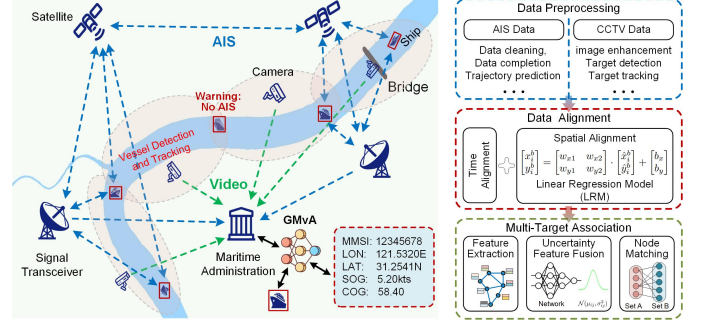 Satellite
AIS
Ship
Bridge
Camera
Warning:
No AIS
Vessel Detection
and Tracking
Video
Signal
Transceiver
Maritime
Administration
GMvA
MMSI: 12345678
LON: 121.5320E
LAT: 31.2541N
SOG: 5.20kts
COG: 58.40
Data Preprocessing
AIS Data
Data cleaning,
Data completion
Trajectory prediction
• • •
CCTV Data
image enhancement
Target detection
Target tracking
• • •
Data Alignment
Time
Alignment
Spatial Alignment
Linear Regression Model
(LRM)
Multi-Target Association
Feature
Extraction
Uncertainty
Feature Fusion
Network
Node
Matching
Set A Set B